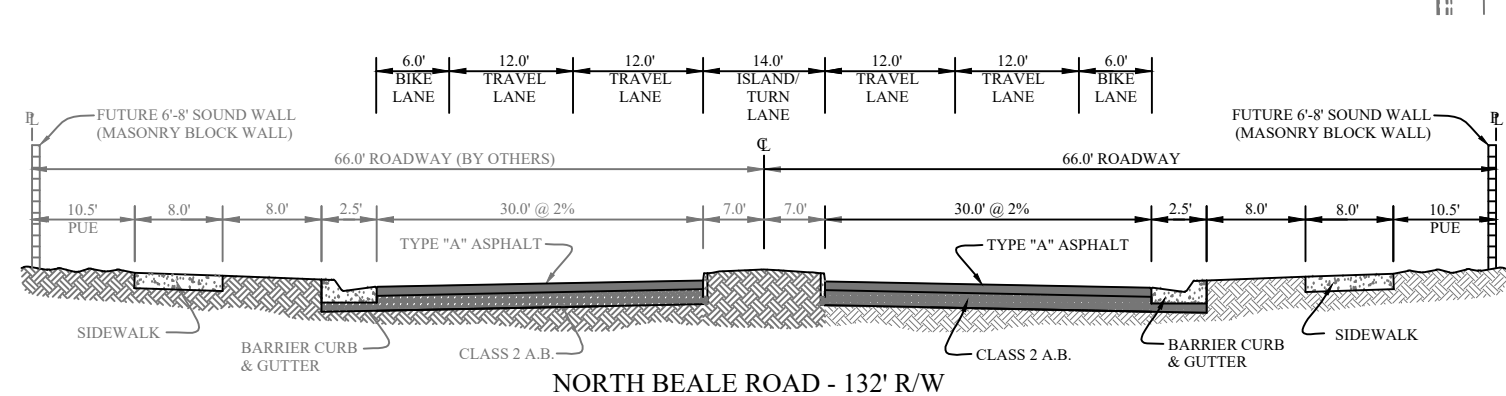 6.0' 12.0' 12.0' 14.0' 12.0' 12.0' 6.0'
BIKE TRAVEL TRAVEL ISLAND/ TRAVEL TRAVEL BIKE
LANE LANE LANE TURN LANE LANE LANE
LANE
PL FUTURE 6'-8' SOUND WALL
(MASONRY BLOCK WALL)
FUTURE 6'-8' SOUND WALL PL
(MASONRY BLOCK WALL)
CL
66.0' ROADWAY (BY OTHERS) 66.0' ROADWAY
10.5' 8.0' 8.0' 2.5' 30.0' @ 2% 7.0' 7.0' 30.0' @ 2% 2.5' 8.0' 8.0' 10.5'
PUE PUE
TYPE "A" ASPHALT TYPE "A" ASPHALT
SIDEWALK SIDEWALK
BARRIER CURB
& GUTTER
CLASS 2 A.B. CLASS 2 A.B.
BARRIER CURB
& GUTTER
NORTH BEALE ROAD - 132' R/W